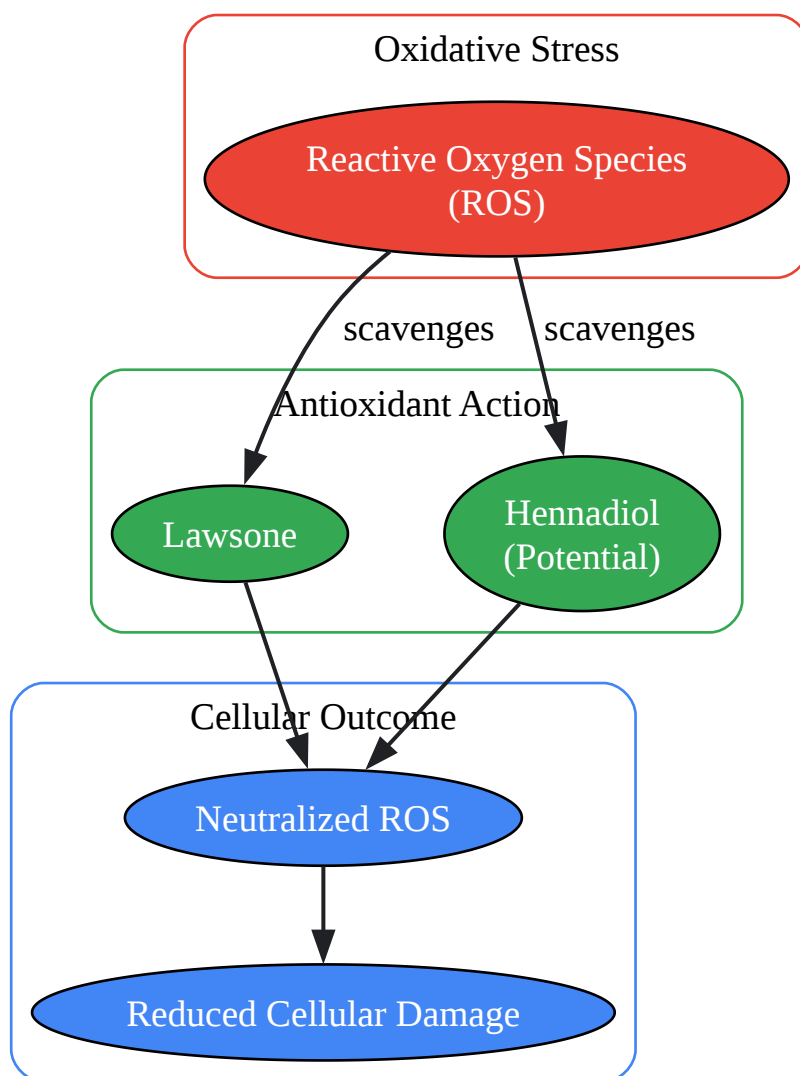 Oxidative Stress
Reactive Oxygen Species
(ROS)
scavenges
scavenges
Antioxidant Action
Lawsone
Hennadiol
(Potential)
Cellular Outcome
Neutralized ROS
Reduced Cellular Damage